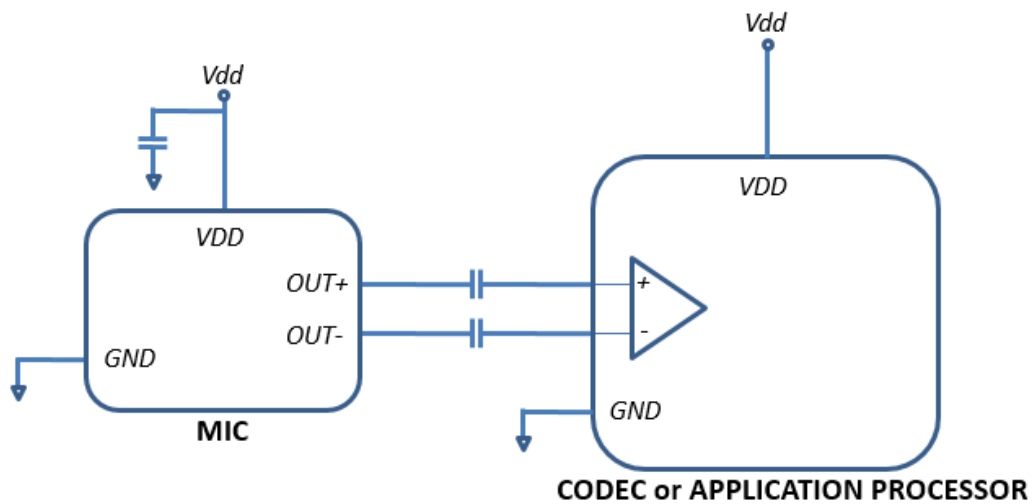 Vdd
Vdd
VDD
VDD
OUT+
+
OUT-
-
GND
GND
MIC
CODEC or APPLICATION PROCESSOR